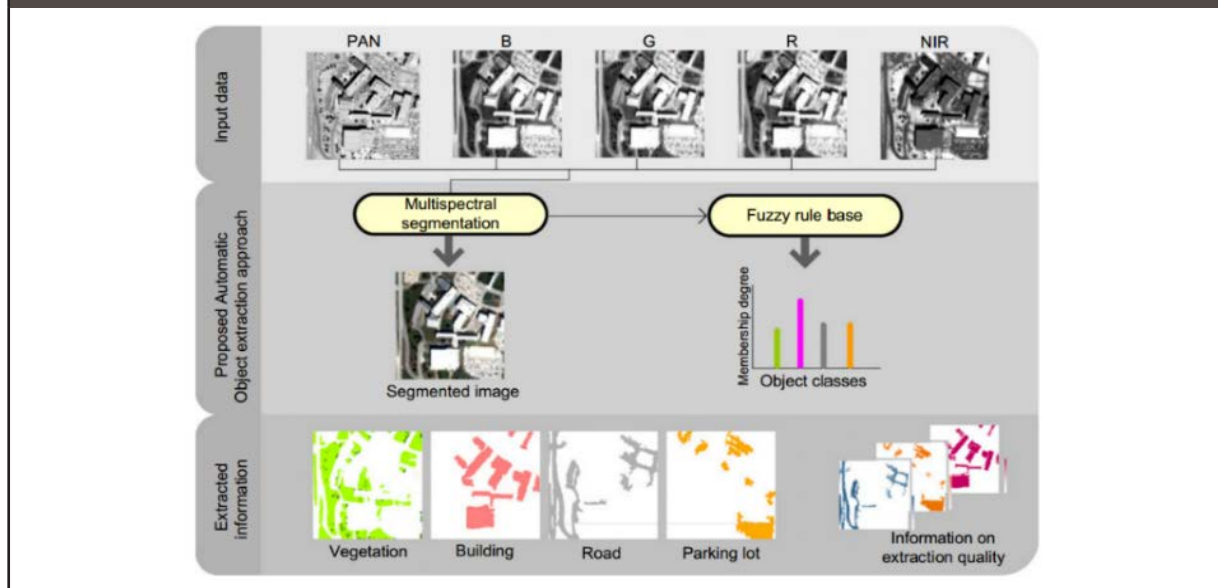 Input data
PAN
B
G
R
NIR
Proposed Automatic
Object extraction approach
Multispectral
segmentation
Fuzzy rule base
Segmented image
Membership degree
Object classes
Extracted
information
Vegetation
Building
Road
Parking lot
Information on
extraction quality